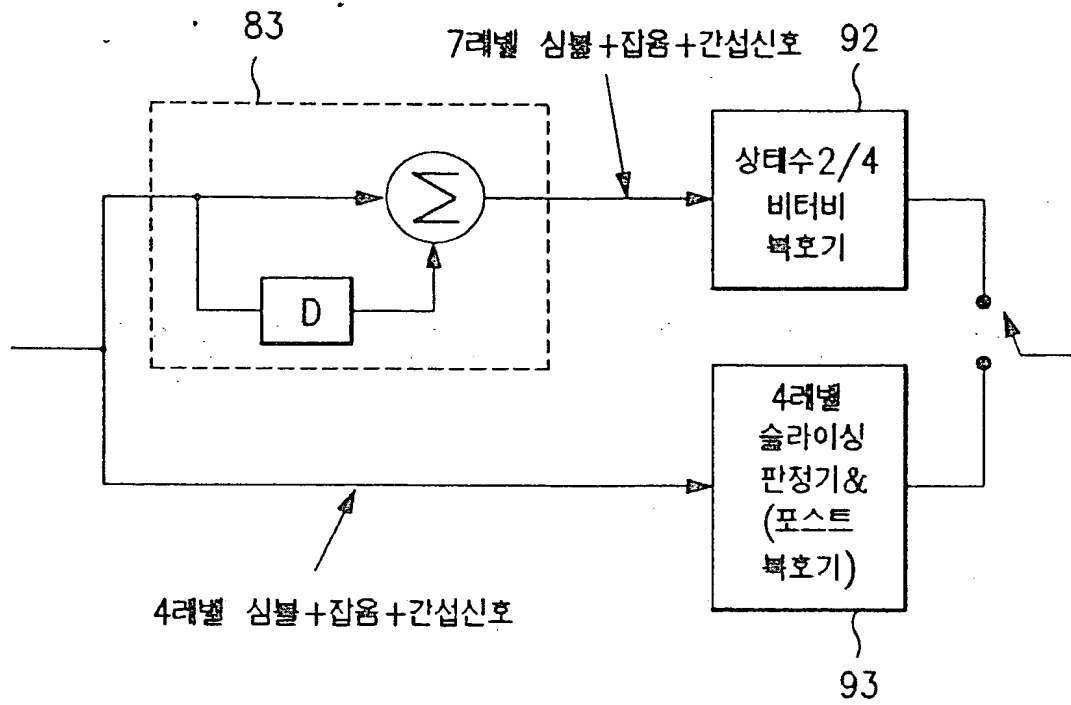 83
7레벨 심볼+잡음+간섭신호
92
상태수2/4
비터비
복호기
Σ
D
4레벨
슬라이싱
판정기&
(포스트
복호기)
4레벨 심볼+잡음+간섭신호
93